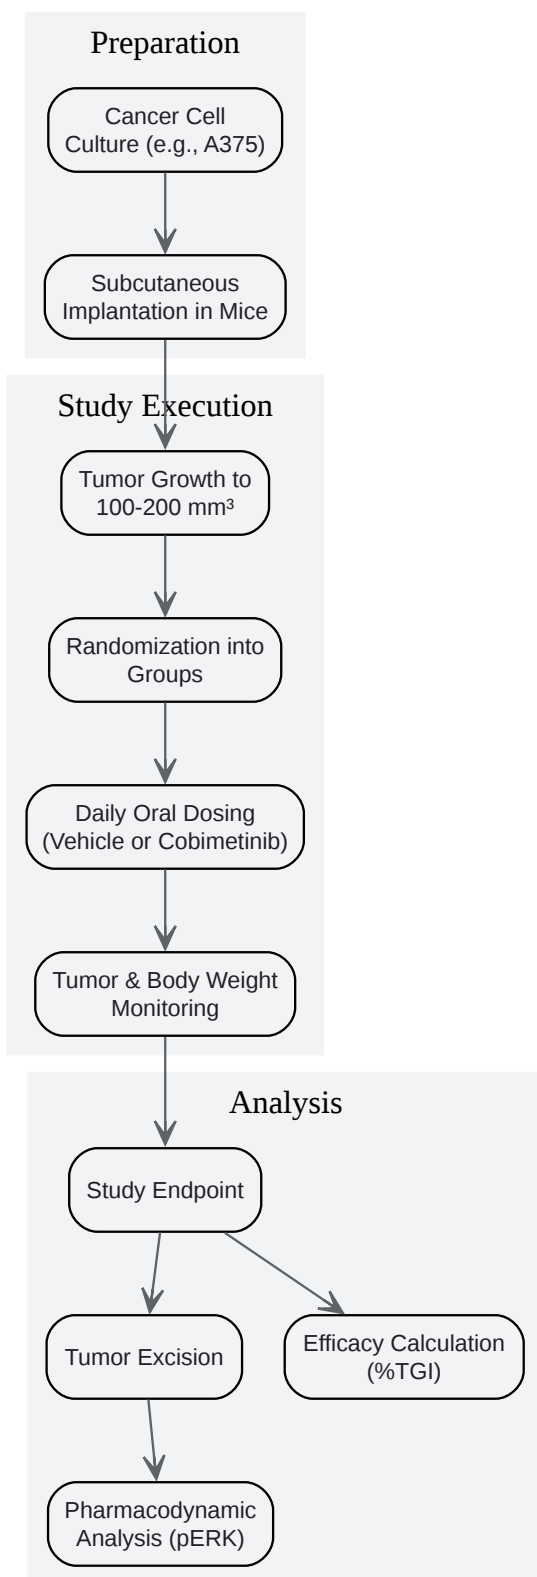 Preparation
Cancer Cell
Culture (e.g., A375)
Subcutaneous
Implantation in Mice
Study Execution
Tumor Growth to
100-200 mm³
Randomization into
Groups
Daily Oral Dosing
(Vehicle or Cobimetinib)
Tumor & Body Weight
Monitoring
Analysis
Study Endpoint
Tumor Excision
Efficacy Calculation
(%TGI)
Pharmacodynamic
Analysis (pERK)